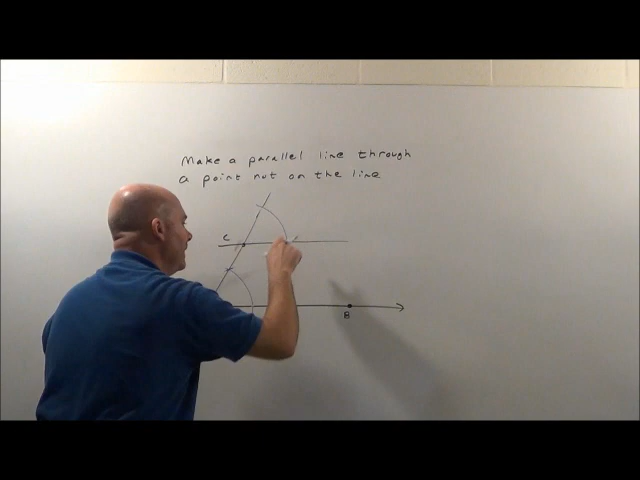 Make a parallel line through
a point not on the line
C
B